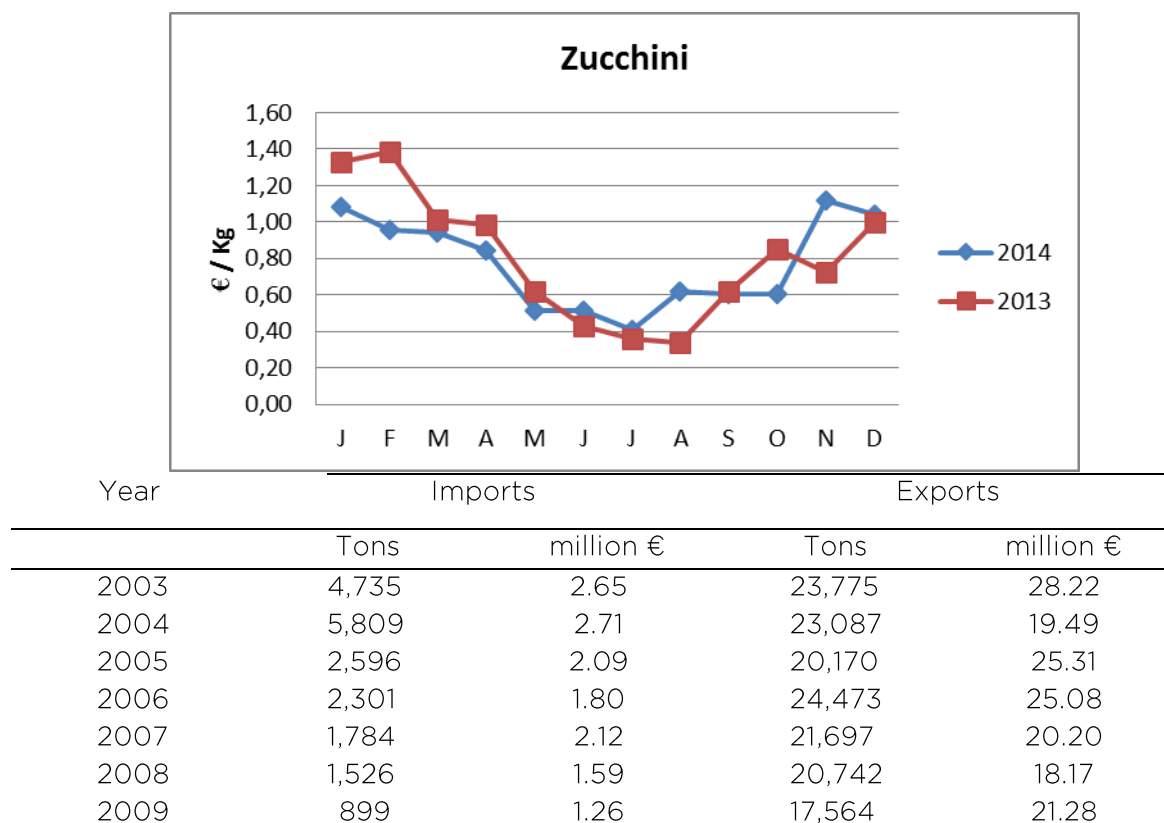 Zucchini
€ / Kg
1,60
1,40
1,20
1,00
0,80
0,60
0,40
0,20
0,00
J F M A M J J A S O N D
2014
2013
Year Imports Exports
Tons million € Tons million €
2003 4,735 2.65 23,775 28.22
2004 5,809 2.71 23,087 19.49
2005 2,596 2.09 20,170 25.31
2006 2,301 1.80 24,473 25.08
2007 1,784 2.12 21,697 20.20
2008 1,526 1.59 20,742 18.17
2009 899 1.26 17,564 21.28